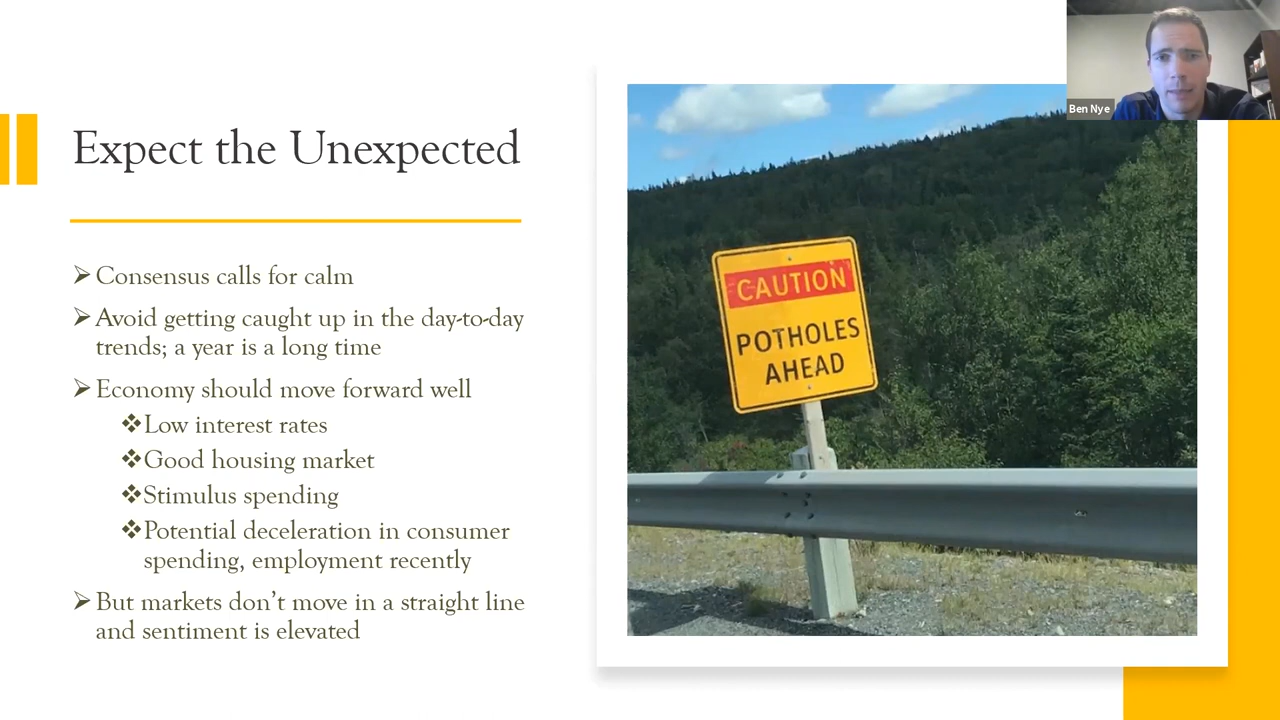 Ben Nye
Expect the Unexpected
➢Consensus calls for calm
➢Avoid getting caught up in the day-to-day
trends; a year is a long time
➢Economy should move forward well
❖Low interest rates
❖Good housing market
❖Stimulus spending
❖Potential deceleration in consumer
spending, employment recently
➢But markets don’t move in a straight line
and sentiment is elevated
CAUTION
POTHOLES
AHEAD